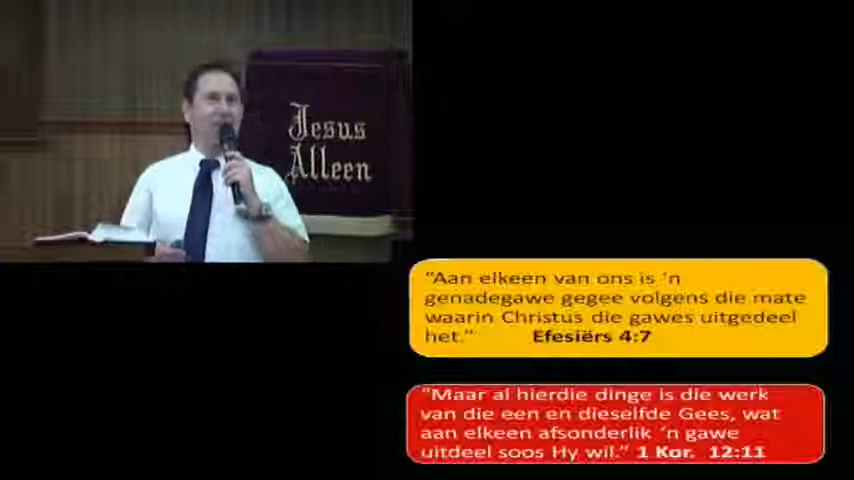 Jesus
Alleen
"Aan elkeen van ons is 'n
genadegawe gegee volgens die mate
waarin Christus die gawes uitgedeel
het." Efesiërs 4:7
"Maar al hierdie dinge is die werk
van die een en dieselfde Gees, wat
aan elkeen afsonderlik 'n gawe
uitdeel soos Hy wil." 1 Kor. 12:11